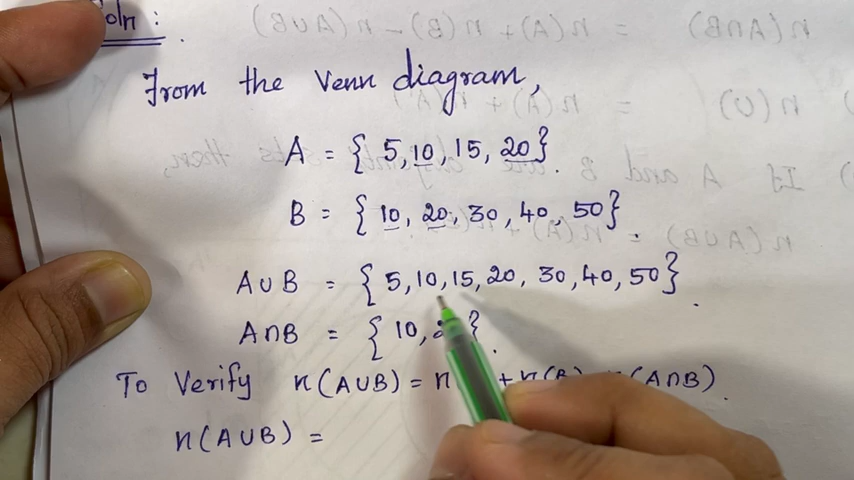 Soln :
From the Venn diagram,
A = { 5, 10, 15, 20 }.
B = { 10, 20, 30, 40, 50 }.
A∪B = { 5, 10, 15, 20, 30, 40, 50 }.
A∩B = { 10, 2 }.
To Verify n(A∪B) = n + n(B) n(A∩B).
n(A∪B) =